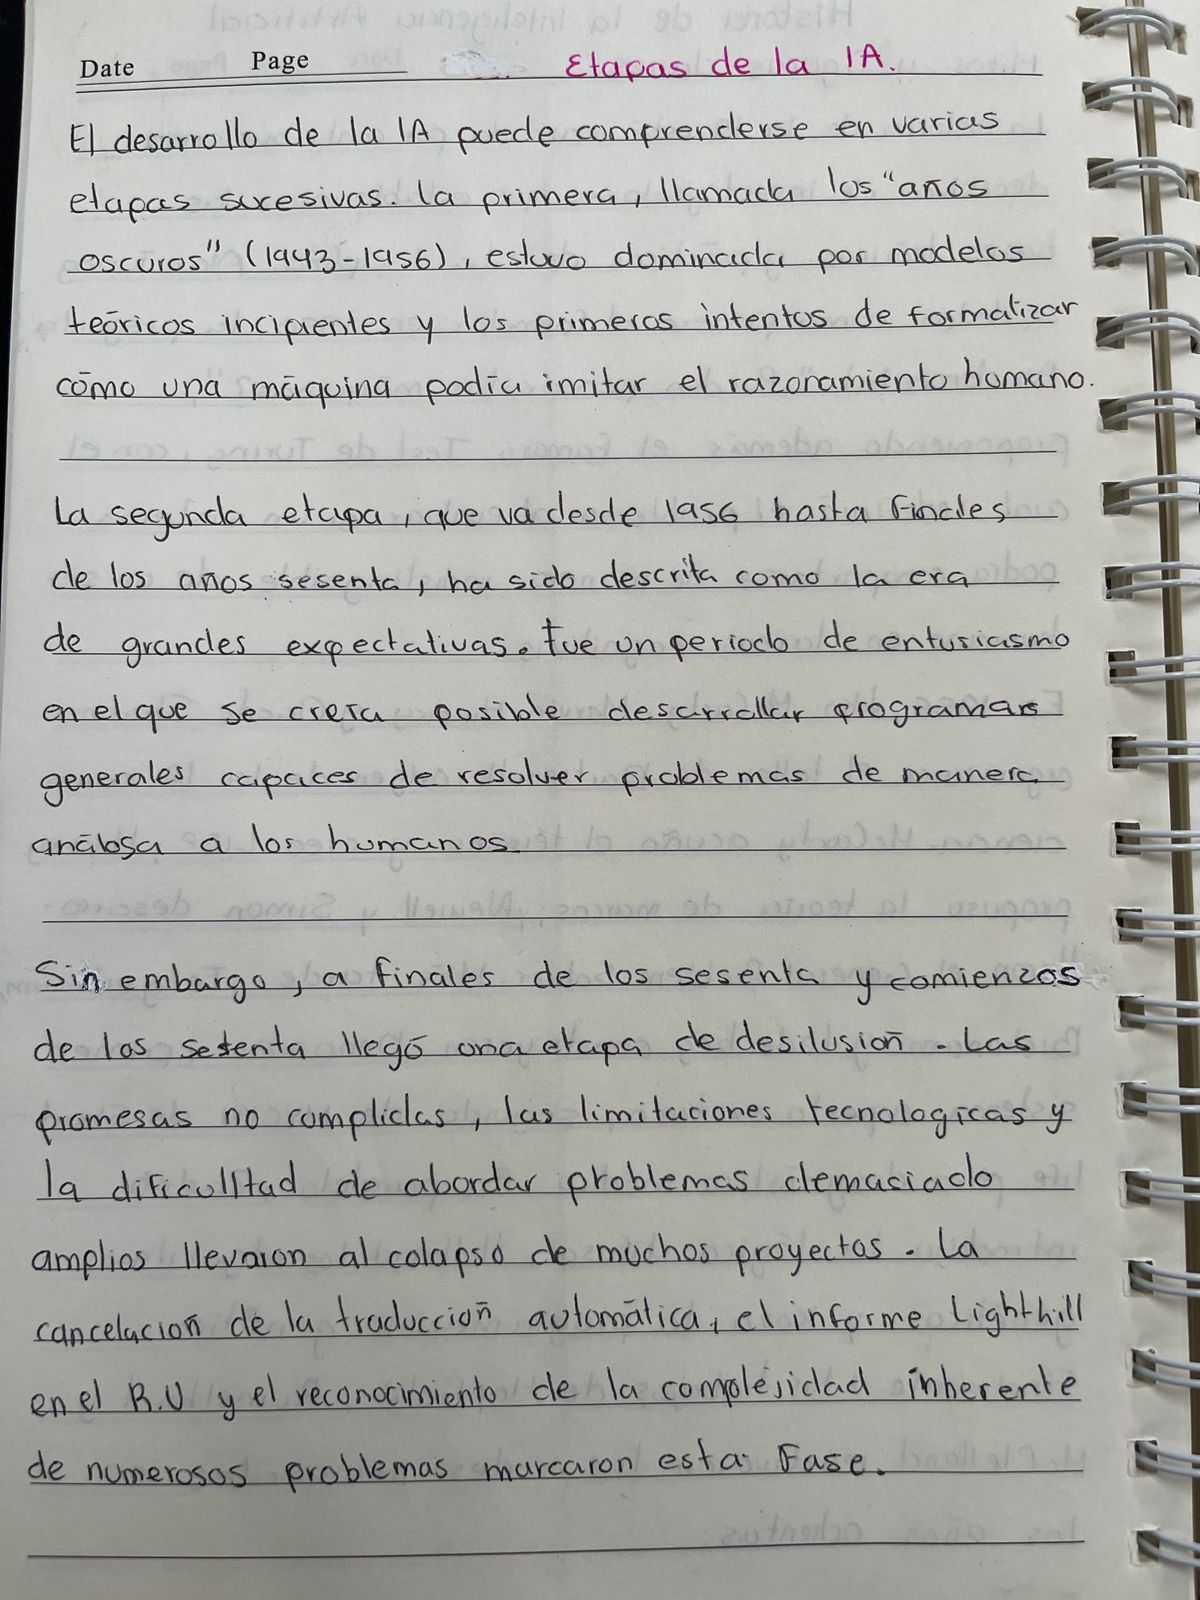 Date Page Etapas de la IA.
El desarrollo de la IA puede comprenderse en varias
etapas sucesivas. La primera, llamada los "años
oscuros" (1943-1956), estuvo dominada por modelos
teóricos incipientes y los primeros intentos de formalizar
cómo una máquina podía imitar el razonamiento humano.
La segunda etapa, que va desde 1956 hasta finales
de los años sesenta, ha sido descrita como la era
de grandes expectativas. Fue un periodo de entusiasmo
en el que se creía posible desarrollar programas
generales capaces de resolver problemas de manera
análoga a los humanos.
Sin embargo, a finales de los sesenta y comienzos
de los setenta llegó una etapa de desilusión. Las
promesas no cumplidas, las limitaciones tecnologicas y
la dificulltad de abordar problemas demasiado
amplios llevaron al colapso de muchos proyectos. La
cancelación de la traducción automática, el informe Lighthill
en el R.U y el reconocimiento de la complejidad inherente
de numerosos problemas marcaron esta Fase.